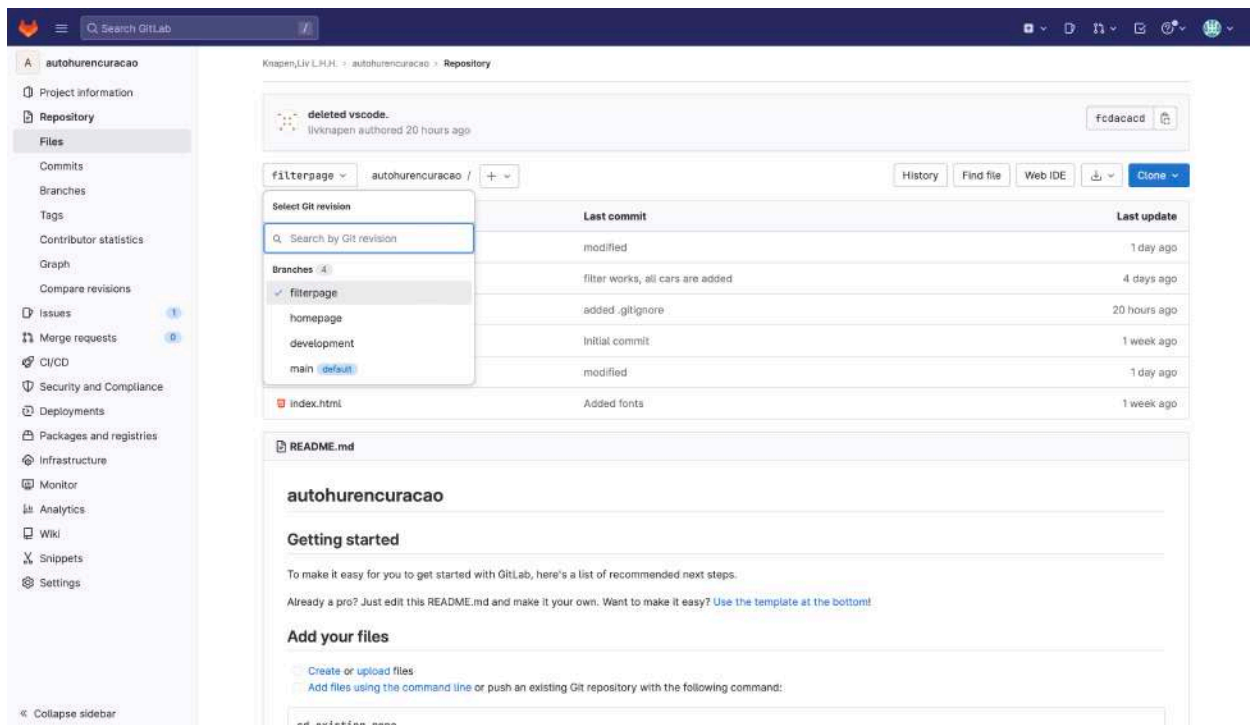 Search GitLab /
A autohurencuracao
Project information
Repository
Files
Commits
Branches
Tags
Contributor statistics
Graph
Compare revisions
Issues 1
Merge requests 0
CI/CD
Security and Compliance
Deployments
Packages and registries
Infrastructure
Monitor
Analytics
Wiki
Snippets
Settings
« Collapse sidebar
Knapen,Liv L.H.H. › autohurencuracao › Repository
deleted vscode.
livknapen authored 20 hours ago
fcdacacd
filterpage autohurencuracao / +
History Find file Web IDE Clone
Select Git revision
Search by Git revision
Branches 4
filterpage
homepage
development
main default
Last commit Last update
modified 1 day ago
filter works, all cars are added 4 days ago
added .gitignore 20 hours ago
Initial commit 1 week ago
modified 1 day ago
index.html Added fonts 1 week ago
README.md
autohurencuracao
Getting started
To make it easy for you to get started with GitLab, here's a list of recommended next steps.
Already a pro? Just edit this README.md and make it your own. Want to make it easy? Use the template at the bottom!
Add your files
Create or upload files
Add files using the command line or push an existing Git repository with the following command:
cd existing_repo